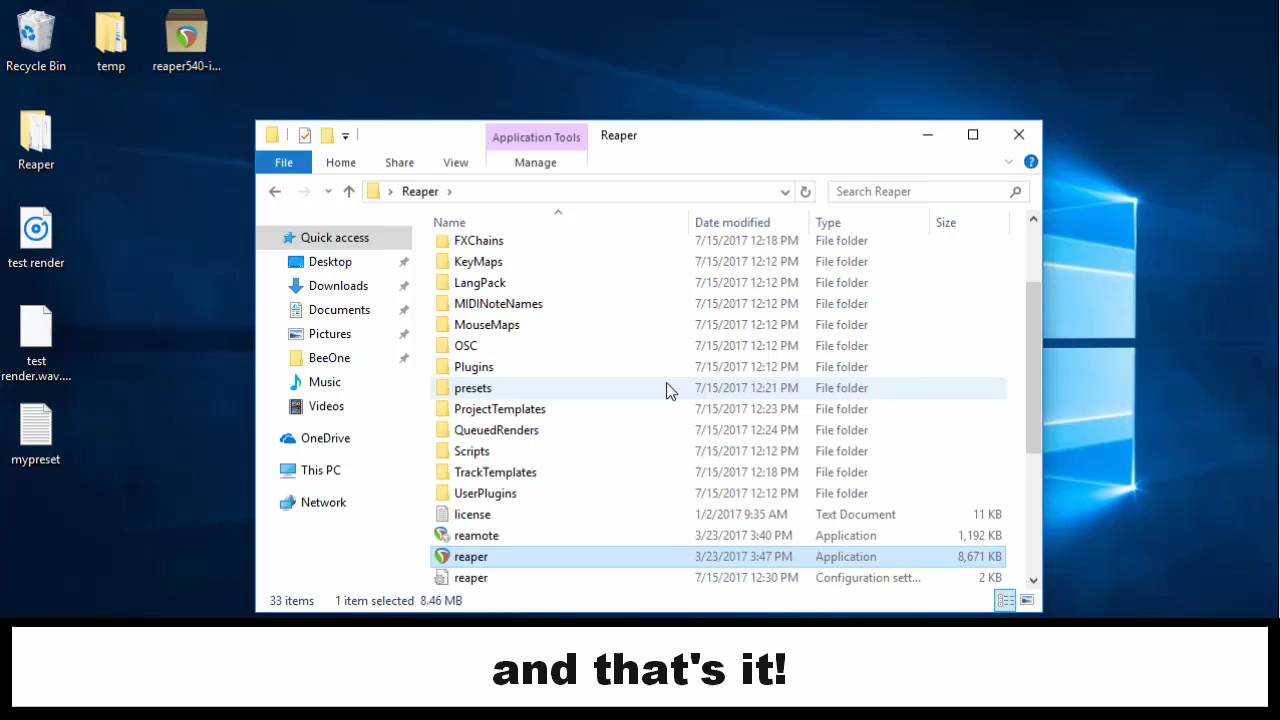 Recycle Bin
temp
reaper540-i...
Reaper
test render
test
render.wav....
mypreset
Application Tools
Reaper
File
Home
Share
View
Manage
Reaper
Search Reaper
Name
Date modified
Type
Size
Quick access
Desktop
Downloads
Documents
Pictures
BeeOne
Music
Videos
OneDrive
This PC
Network
FXChains 7/15/2017 12:18 PM File folder
KeyMaps 7/15/2017 12:12 PM File folder
LangPack 7/15/2017 12:12 PM File folder
MIDINoteNames 7/15/2017 12:12 PM File folder
MouseMaps 7/15/2017 12:12 PM File folder
OSC 7/15/2017 12:12 PM File folder
Plugins 7/15/2017 12:12 PM File folder
presets 7/15/2017 12:21 PM File folder
ProjectTemplates 7/15/2017 12:23 PM File folder
QueuedRenders 7/15/2017 12:24 PM File folder
Scripts 7/15/2017 12:12 PM File folder
TrackTemplates 7/15/2017 12:18 PM File folder
UserPlugins 7/15/2017 12:12 PM File folder
license 1/2/2017 9:35 AM Text Document 11 KB
reamote 3/23/2017 3:40 PM Application 1,192 KB
reaper 3/23/2017 3:47 PM Application 8,671 KB
reaper 7/15/2017 12:30 PM Configuration sett... 2 KB
33 items 1 item selected 8.46 MB
and that's it!